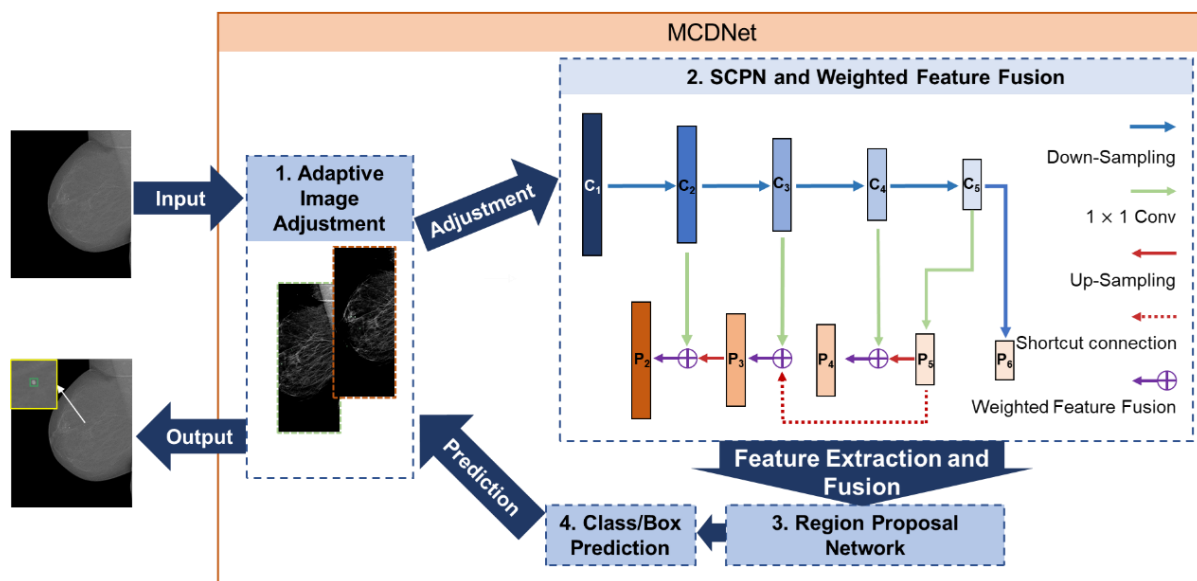 MCDNet
2. SCPN and Weighted Feature Fusion
Input
1. Adaptive
Image
Adjustment
Adjustment
C1
C2
C3
C4
C5
Down-Sampling
1 × 1 Conv
Up-Sampling
Shortcut connection
Weighted Feature Fusion
P2
P3
P4
P5
P6
Output
Prediction
Feature Extraction and
Fusion
4. Class/Box
Prediction
3. Region Proposal
Network